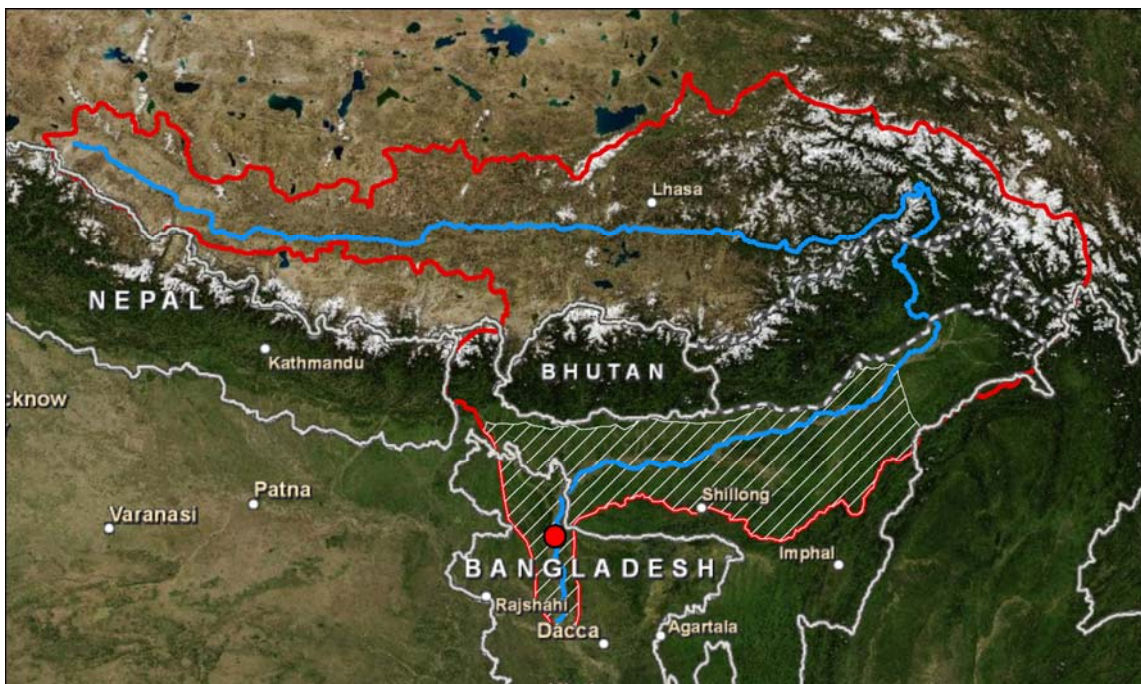 Lhasa
NEPAL
Kathmandu
BHUTAN
cknow
Patna
Varanasi
Shillong
Imphal
BANGLADESH
Rajshahi
Dacca
Agartala